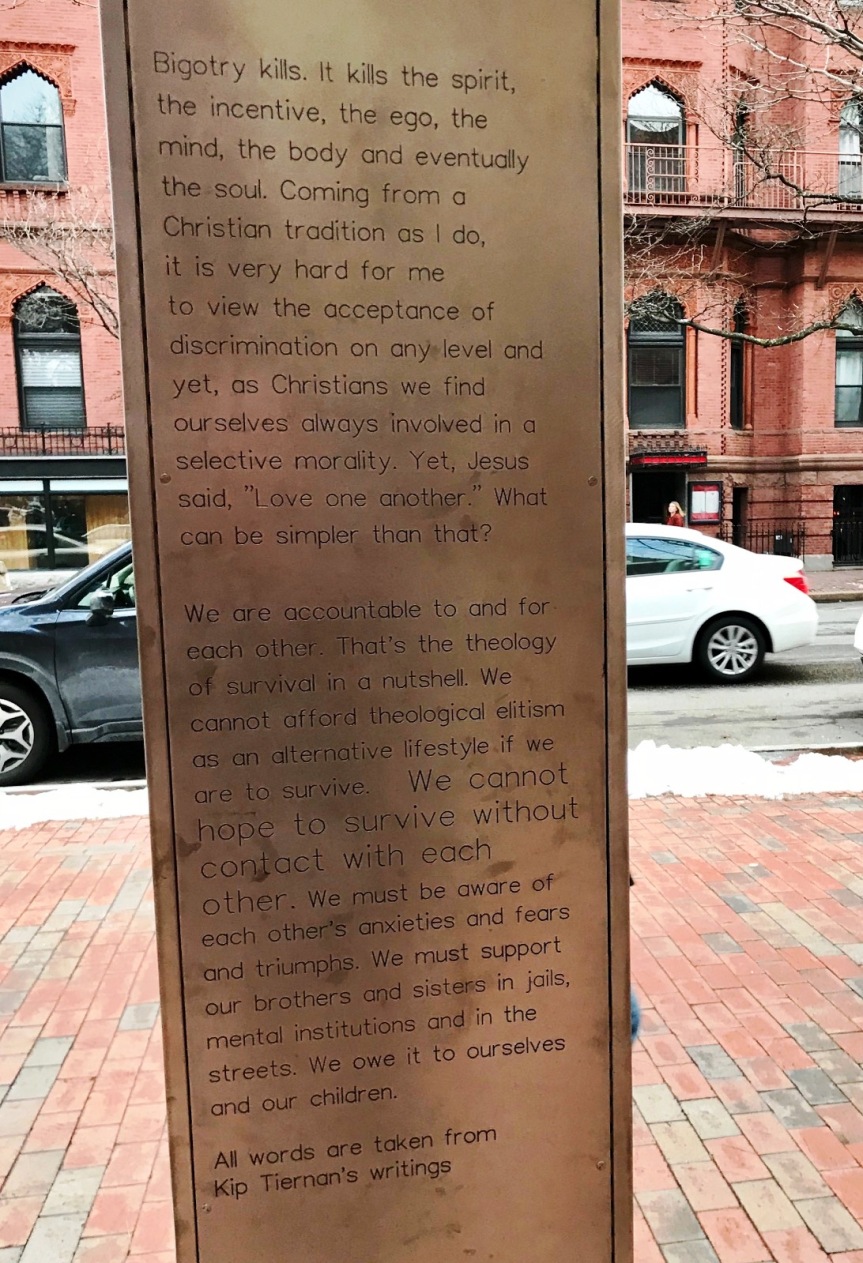 Bigotry kills. It kills the spirit,
the incentive, the ego, the
mind, the body and eventually
the soul. Coming from a
Christian tradition as I do,
it is very hard for me
to view the acceptance of
discrimination on any level and
yet, as Christians we find
ourselves always involved in a
selective morality. Yet, Jesus
said, "Love one another." What
can be simpler than that?
We are accountable to and for
each other. That's the theology
of survival in a nutshell. We
cannot afford theological elitism
as an alternative lifestyle if we
are to survive. We cannot
hope to survive without
contact with each
other. We must be aware of
each other's anxieties and fears
and triumphs. We must support
our brothers and sisters in jails,
mental institutions and in the
streets. We owe it to ourselves
and our children.
All words are taken from
Kip Tiernan's writings